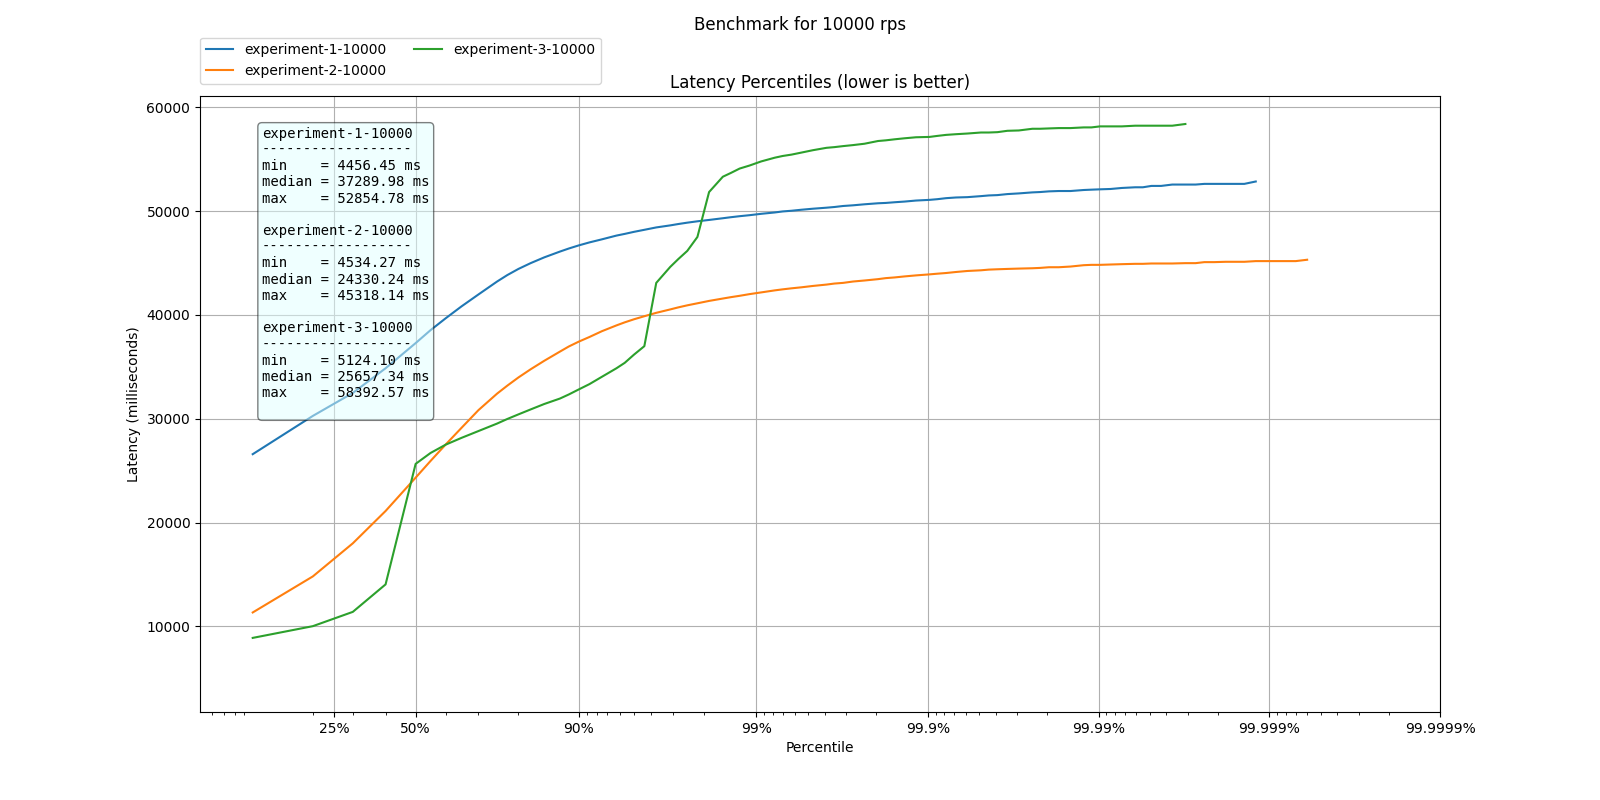 Benchmark for 10000 rps
experiment-1-10000
experiment-2-10000
experiment-3-10000
Latency Percentiles (lower is better)
60000
50000
40000
30000
20000
10000
Latency (milliseconds)
experiment-1-10000
------------------
min    = 4456.45 ms
median = 37289.98 ms
max    = 52854.78 ms
experiment-2-10000
------------------
min    = 4534.27 ms
median = 24330.24 ms
max    = 45318.14 ms
experiment-3-10000
------------------
min    = 5124.10 ms
median = 25657.34 ms
max    = 58392.57 ms
25% 50% 90% 99% 99.9% 99.99% 99.999% 99.9999%
Percentile